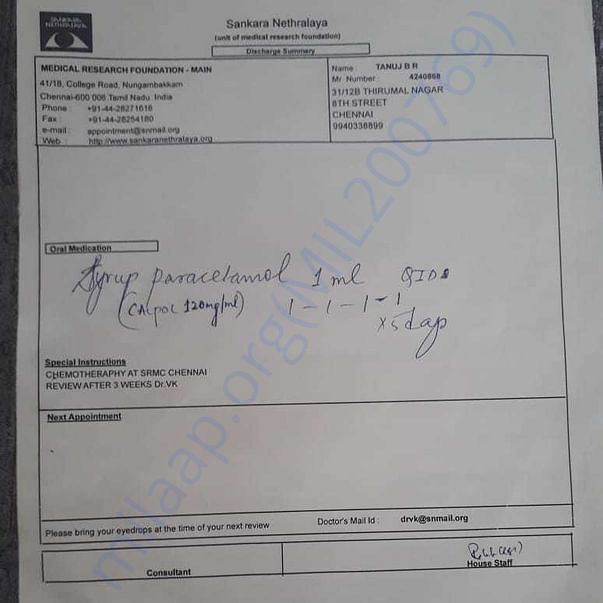 SANKARA
NETHRALAYA
Sankara Nethralaya
(unit of medical research foundation)
Discharge Summary
MEDICAL RESEARCH FOUNDATION - MAIN
41/18, College Road, Nungambakkam
Chennai-600 006 Tamil Nadu India
Phone : +91-44-28271616
Fax : +91-44-28254180
e-mail : appointment@snmail.org
Web : http://www.sankaranethralaya.org
Name : TANUJ B R
Mr Number : 4240868
31/12B THIRUMAL NAGAR
8TH STREET
CHENNAI
9940338899
Oral Medication
Syrup paracetamol 1 ml QID
(CALPOL 120mg/ml) 1-1-1-1
x5 days
Special Instructions
CHEMOTHERAPHY AT SRMC CHENNAI
REVIEW AFTER 3 WEEKS Dr.VK
Next Appointment
Please bring your eyedrops at the time of your next review
Doctor's Mail Id : drvk@snmail.org
Consultant
House Staff
milaap.org(MIL200769)